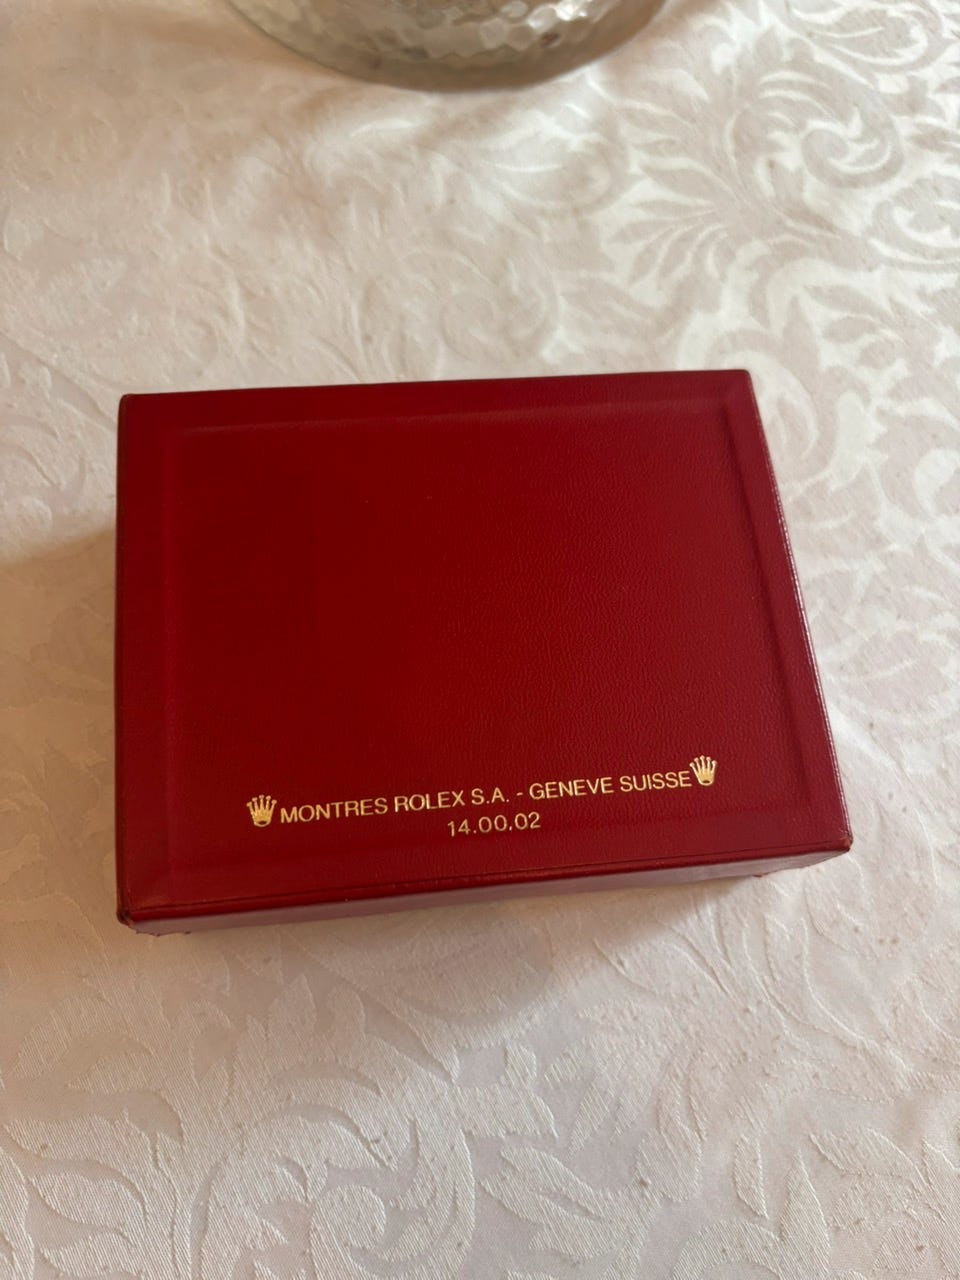 MONTRES ROLEX S.A. - GENEVE SUISSE
14.00.02